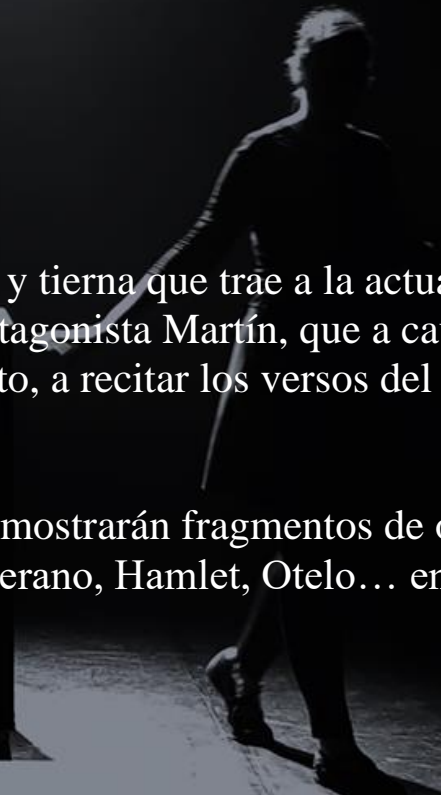 y tierna que trae a la actua
tagonista Martín, que a ca
to, a recitar los versos del
mostrarán fragmentos de
erano, Hamlet, Otelo… en